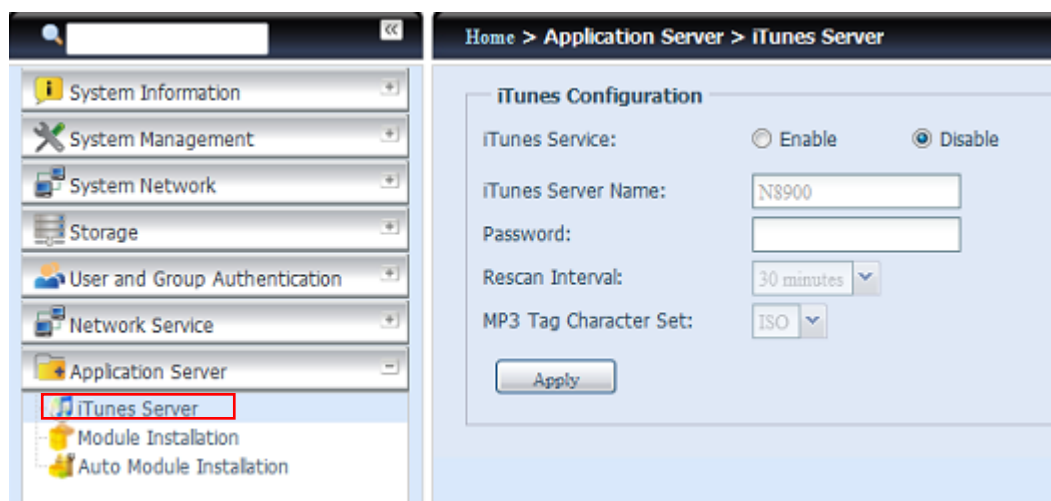 Home > Application Server > iTunes Server
System Information
System Management
System Network
Storage
User and Group Authentication
Network Service
Application Server
iTunes Server
Module Installation
Auto Module Installation
iTunes Configuration
iTunes Service: Enable Disable
iTunes Server Name: N8900
Password:
Rescan Interval: 30 minutes
MP3 Tag Character Set: ISO
Apply